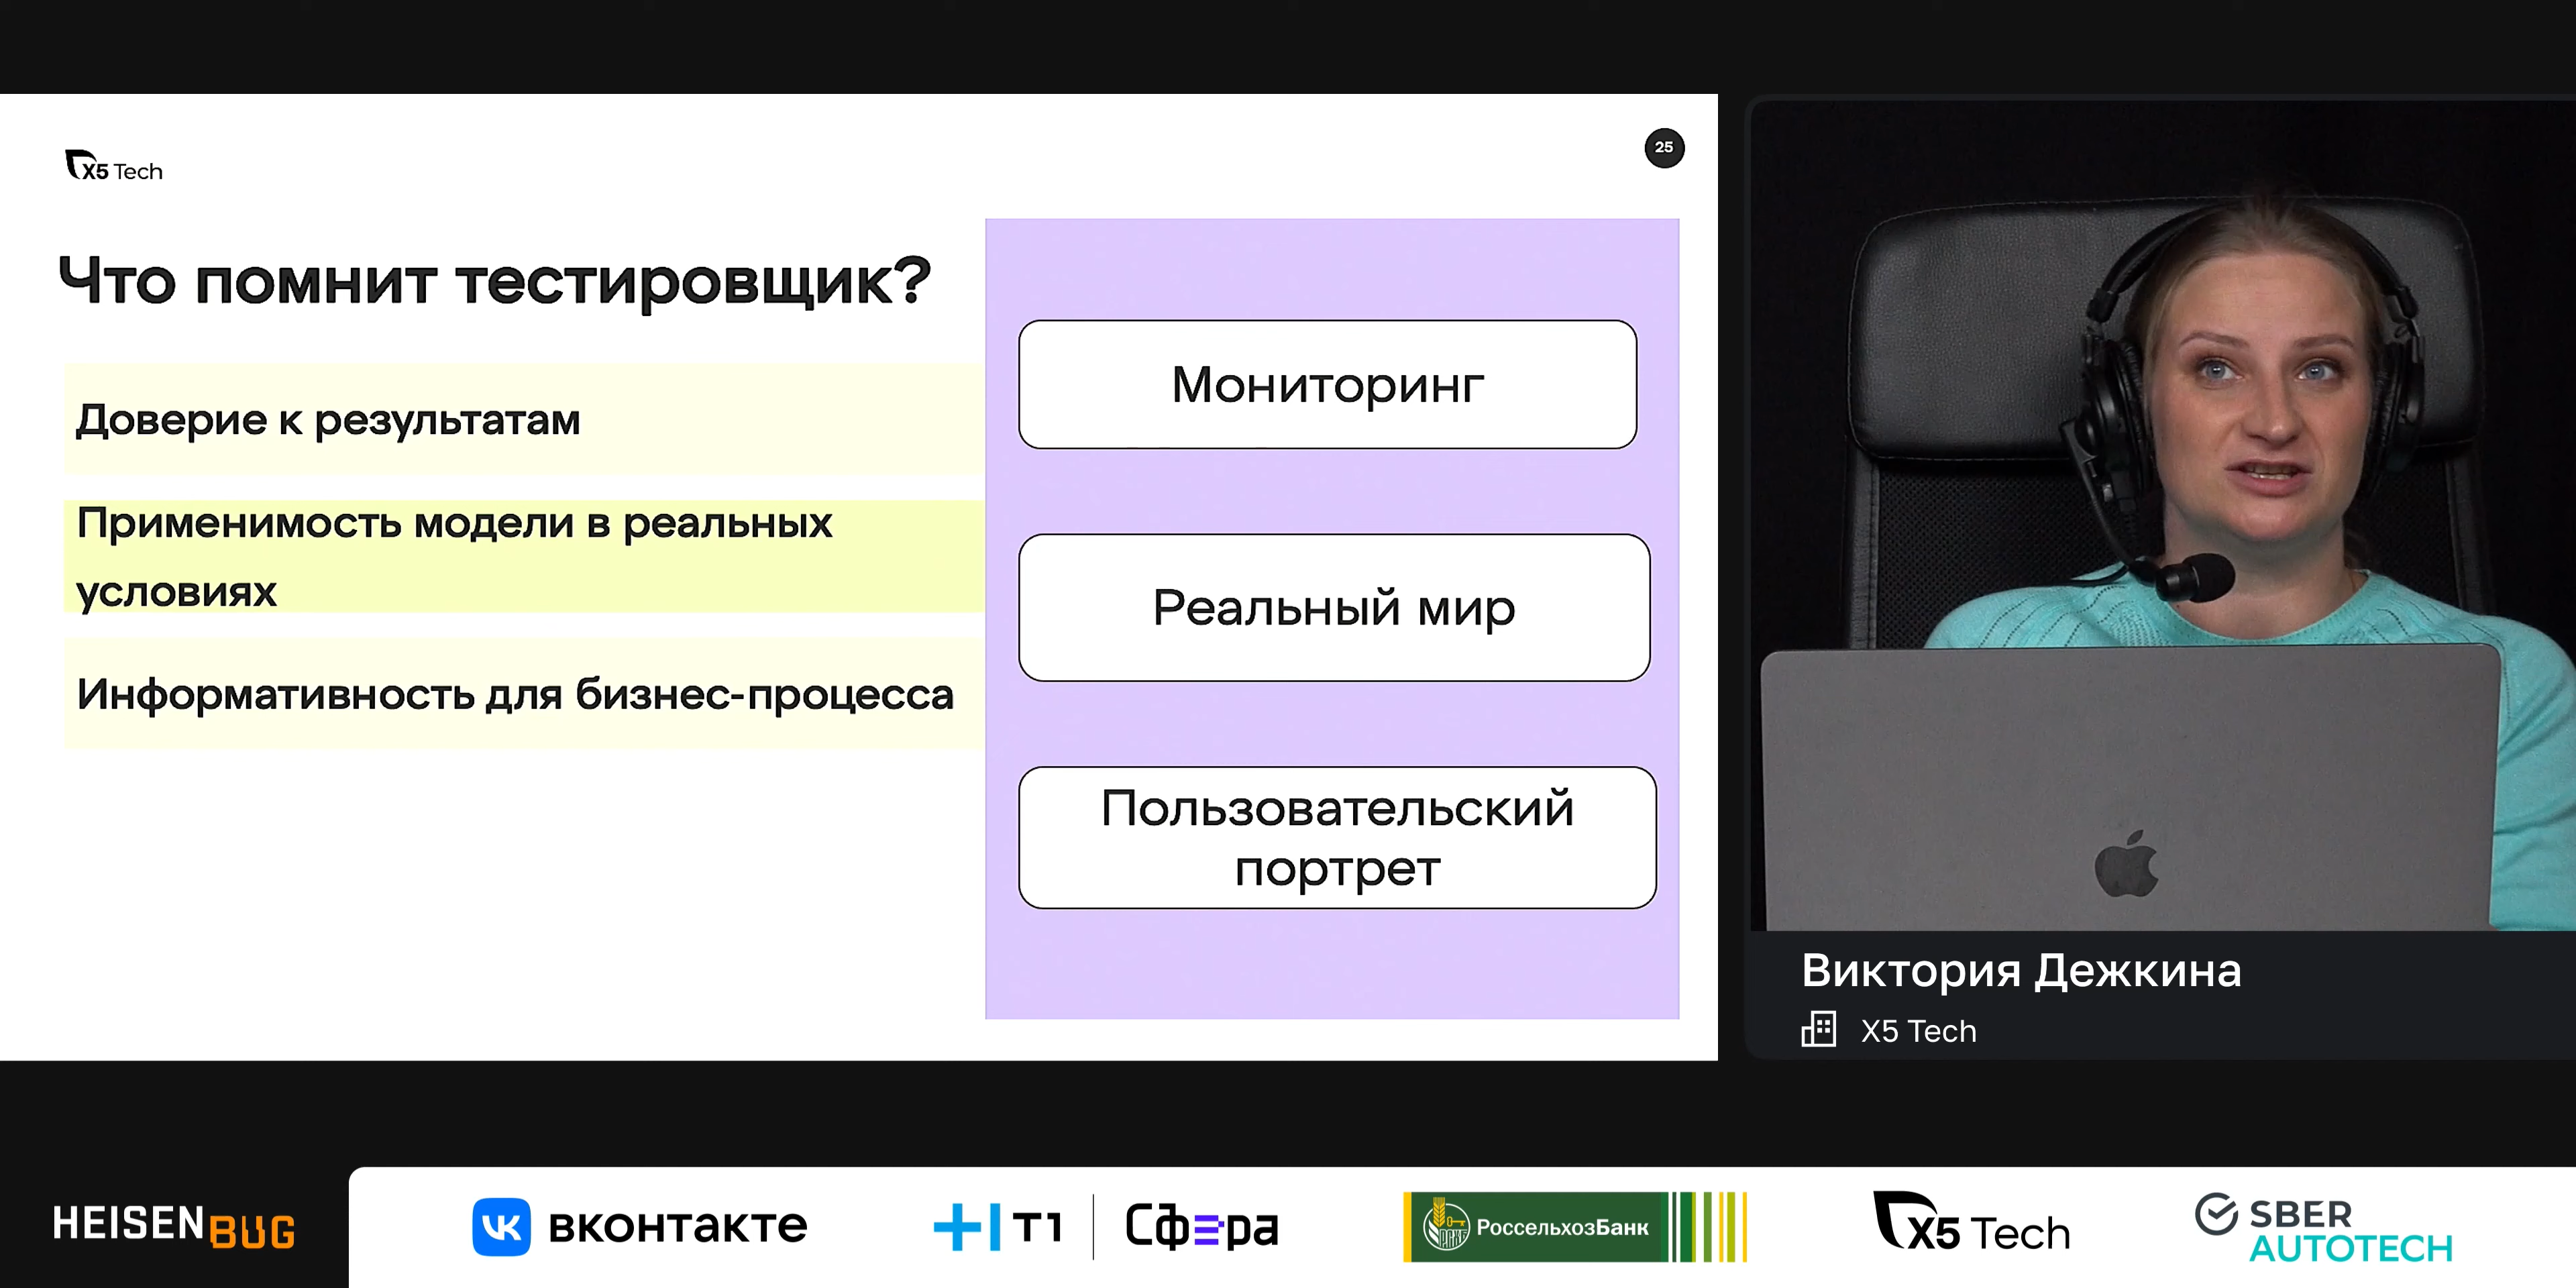 X5 Tech
25
Что помнит тестировщик?
Доверие к результатам
Применимость модели в реальных
условиях
Информативность для бизнес-процесса
Мониторинг
Реальный мир
Пользовательский
портрет
Виктория Дежкина
X5 Tech
HEISENBUG
вконтакте
Т1
Сфера
РоссельхозБанк
X5 Tech
SBER
AUTOTECH